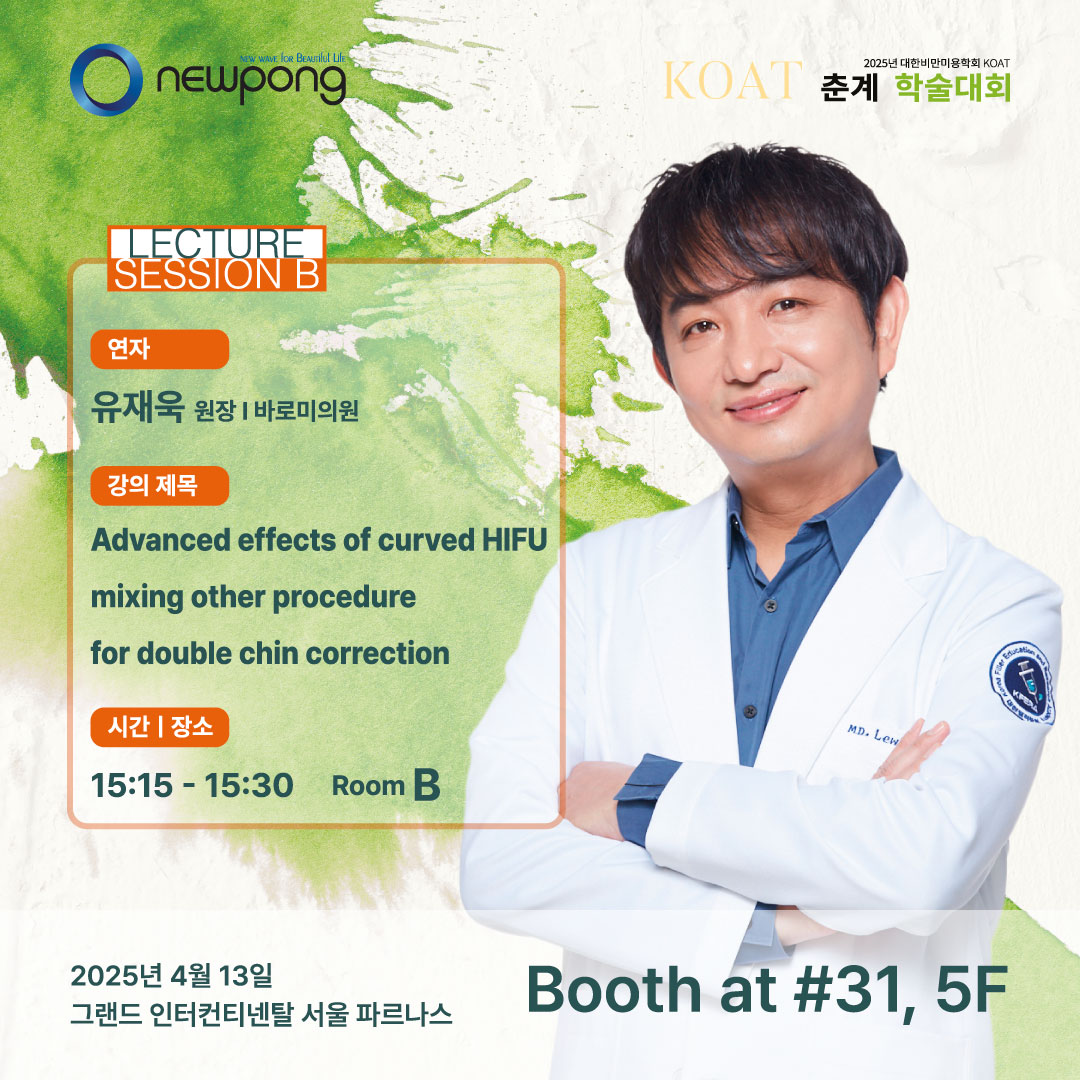 NEW WAVE for Beautiful Life
newpong
KOAT
2025년 대한비만미용학회 KOAT
춘계 학술대회
LECTURE
SESSION B
연자
유재욱 원장 I 바로미의원
강의 제목
Advanced effects of curved HIFU
mixing other procedure
for double chin correction
시간 | 장소
15:15 - 15:30 Room B
MD. Lew
Korea Filler Education and
2025년 4월 13일
그랜드 인터컨티넨탈 서울 파르나스
Booth at #31, 5F